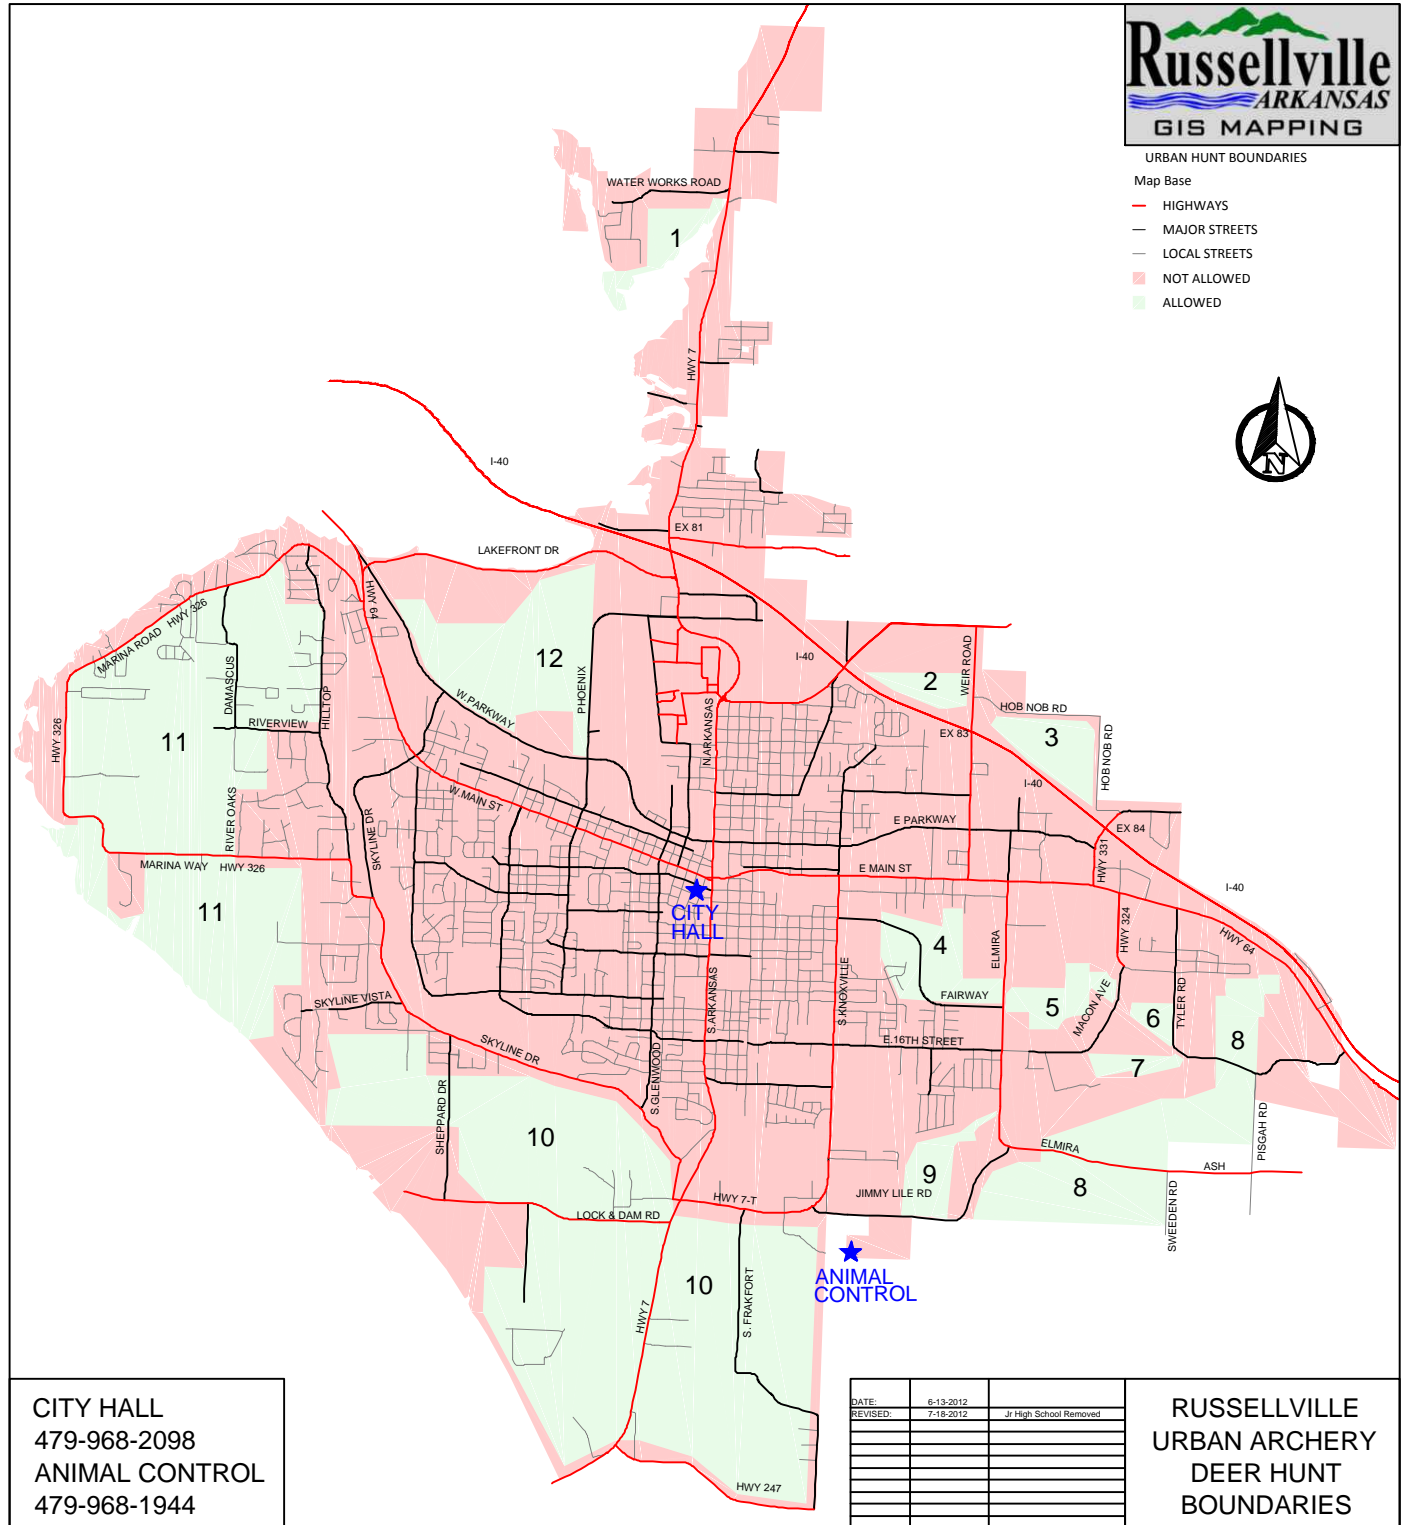 Russellville
ARKANSAS
GIS MAPPING
URBAN HUNT BOUNDARIES
Map Base
HIGHWAYS
MAJOR STREETS
LOCAL STREETS
NOT ALLOWED
ALLOWED
N
WATER WORKS ROAD
1
HWY 7
I-40
EX 81
LAKEFRONT DR
HWY 64
MARINA ROAD HWY 326
12
I-40
2
WEIR ROAD
DAMASCUS
HILLTOP
PHOENIX
W.PARKWAY
N.ARKANSAS
HOB NOB RD
RIVERVIEW
HWY 326
11
EX 83
3
HOB NOB RD
I-40
W.MAIN ST
RIVER OAKS
SKYLINE DR
E PARKWAY
EX 84
HWY 331
MARINA WAY HWY 326
E MAIN ST
I-40
11
CITY
HALL
4
ELMIRA
HWY 324
HWY 64
S.ARKANSAS
S.KNOXVILLE
FAIRWAY
SKYLINE VISTA
5
MACON AVE
6
TYLER RD
8
SKYLINE DR
E.16TH STREET
7
S.GLENWOOD
SHEPPARD DR
10
PISGAH RD
ELMIRA
ASH
9
8
JIMMY LILE RD
HWY 7-T
LOCK & DAM RD
SWEEDEN RD
10
ANIMAL
CONTROL
S. FRAKFORT
HWY 7
HWY 247
CITY HALL
479-968-2098
ANIMAL CONTROL
479-968-1944
DATE: 6-13-2012
REVISED: 7-18-2012 Jr High School Removed
RUSSELLVILLE
URBAN ARCHERY
DEER HUNT
BOUNDARIES